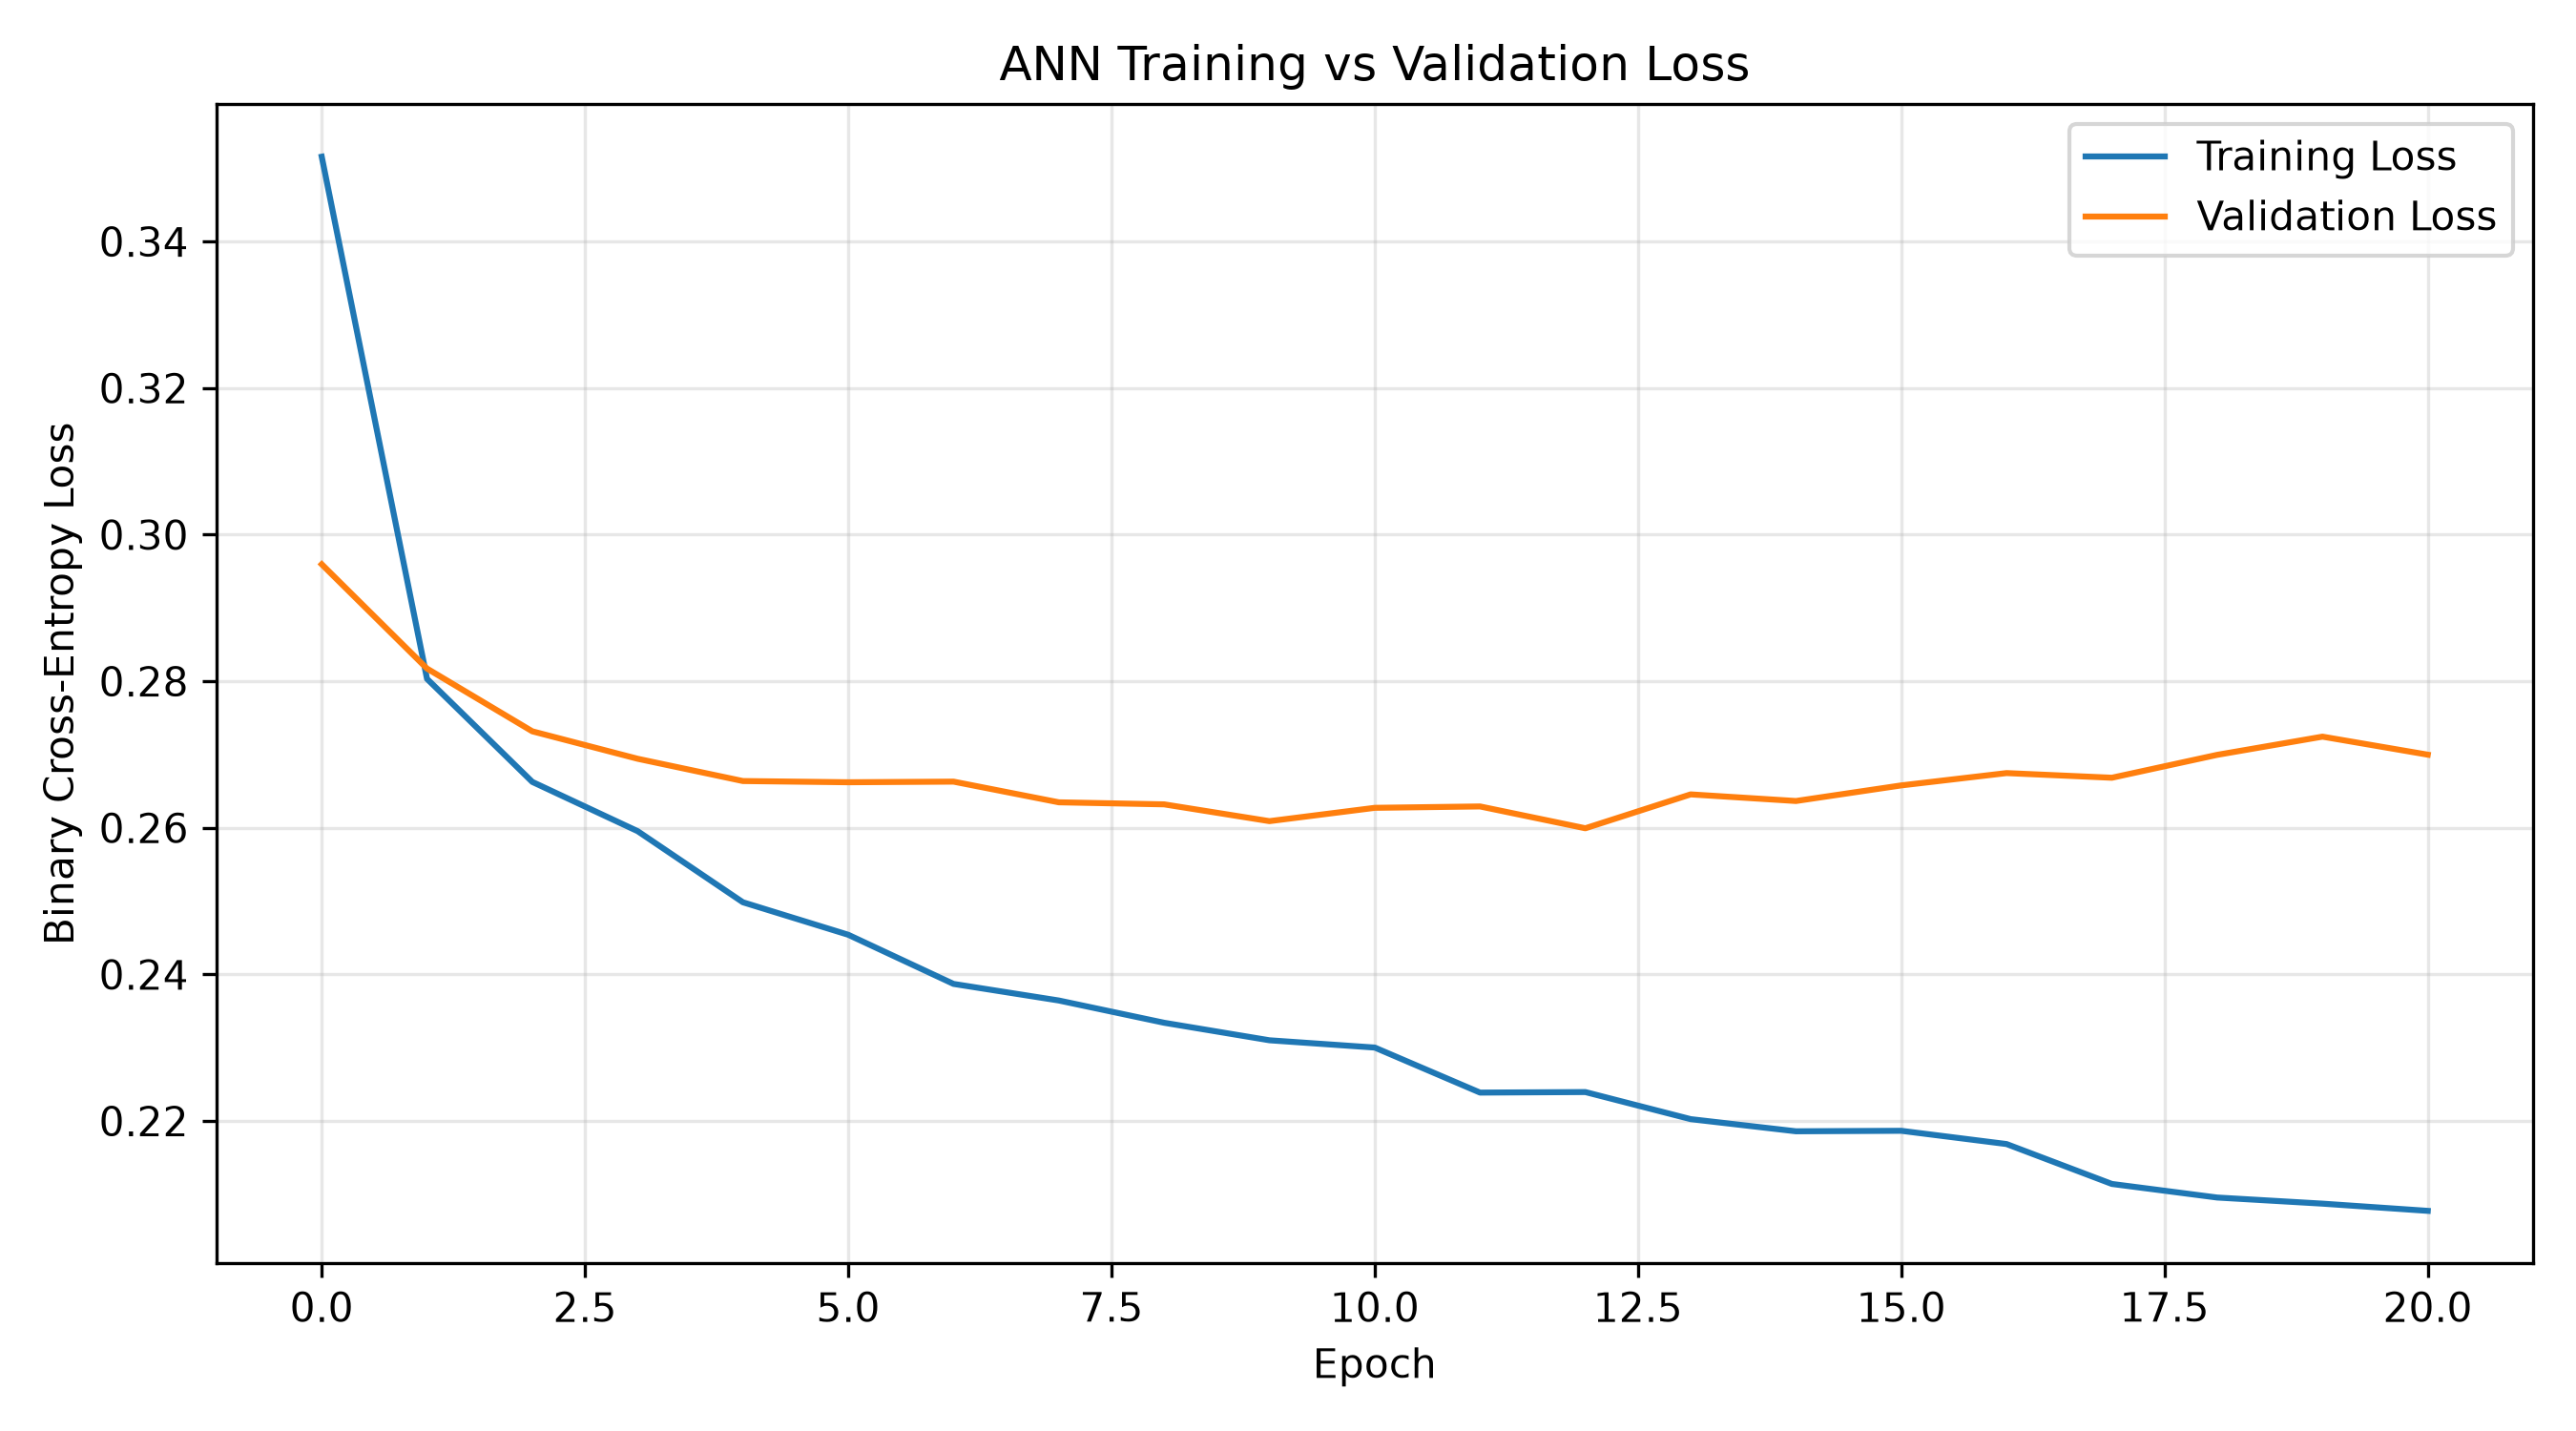 ANN Training vs Validation Loss
Training Loss
Validation Loss
Binary Cross-Entropy Loss
0.34
0.32
0.30
0.28
0.26
0.24
0.22
0.0 2.5 5.0 7.5 10.0 12.5 15.0 17.5 20.0
Epoch